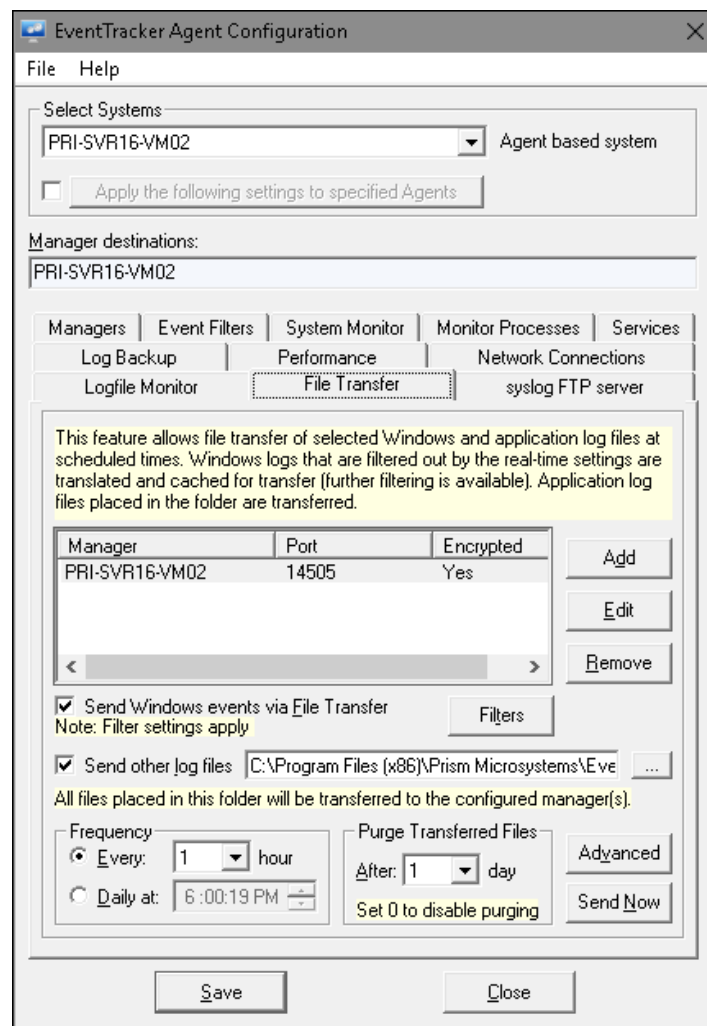 EventTracker Agent Configuration
File Help
Select Systems
PRI-SVR16-VM02 Agent based system
Apply the following settings to specified Agents
Manager destinations:
PRI-SVR16-VM02
Managers Event Filters System Monitor Monitor Processes Services
Log Backup Performance Network Connections
Logfile Monitor File Transfer syslog FTP server
This feature allows file transfer of selected Windows and application log files at
scheduled times. Windows logs that are filtered out by the real-time settings are
translated and cached for transfer (further filtering is available). Application log
files placed in the folder are transferred.
Manager Port Encrypted
PRI-SVR16-VM02 14505 Yes
Add
Edit
Remove
Send Windows events via File Transfer
Note: Filter settings apply
Filters
Send other log files C:\Program Files (x86)\Prism Microsystems\Eve ...
All files placed in this folder will be transferred to the configured manager(s).
Frequency
Every: 1 hour
Daily at: 6:00:19 PM
Purge Transferred Files
After: 1 day
Set 0 to disable purging
Advanced
Send Now
Save Close